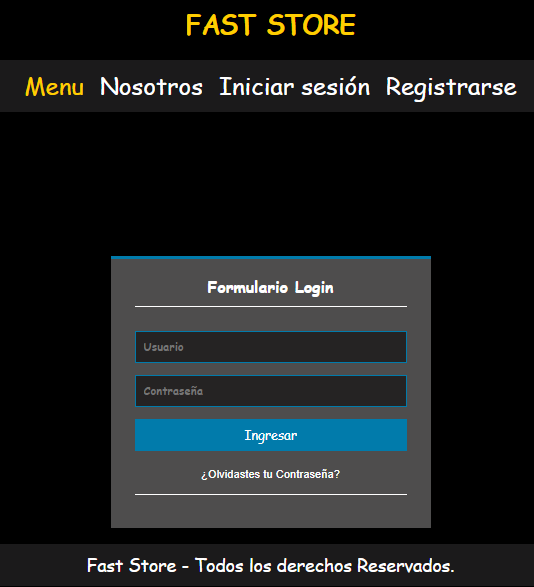 FAST STORE
Menu Nosotros Iniciar sesión Registrarse
Formulario Login
Usuario
Contraseña
Ingresar
¿Olvidastes tu Contraseña?
Fast Store - Todos los derechos Reservados.